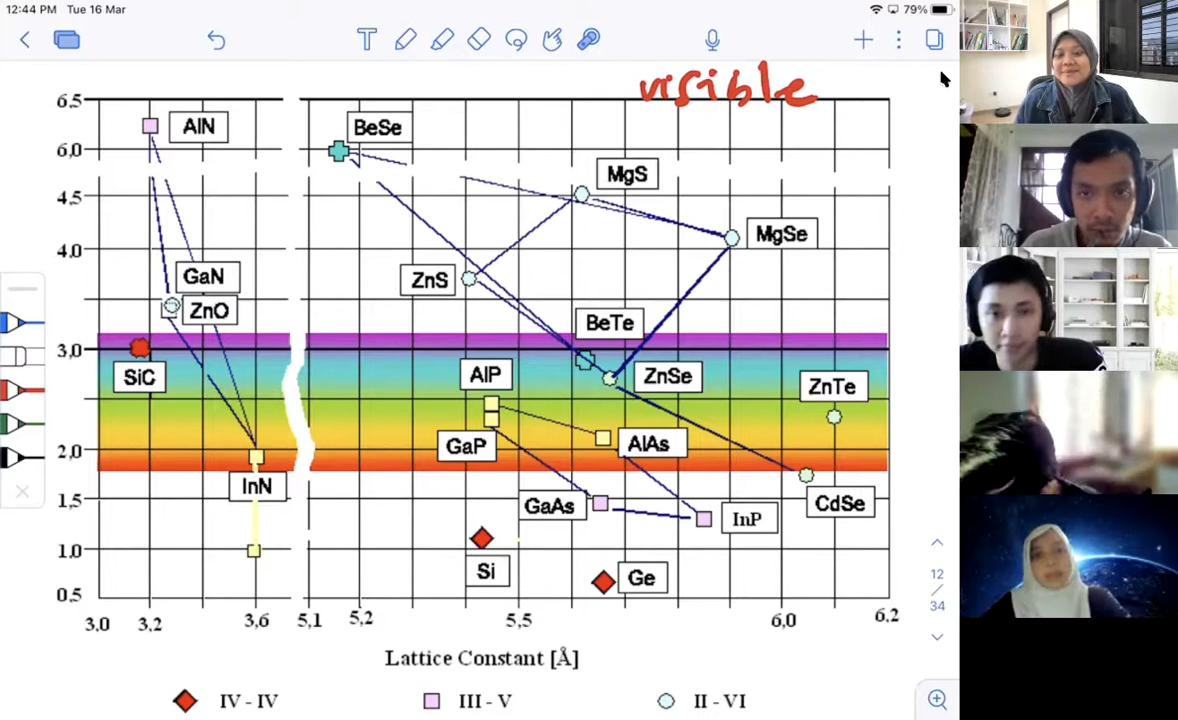 12:44 PM Tue 16 Mar
79%
visible
6.5
AlN
BeSe
6,0
MgS
4.5
MgSe
4,0
GaN
ZnS
ZnO
BeTe
3,0
SiC
AlP
ZnSe
ZnTe
2,0
GaP
AlAs
InN
1,5
GaAs
InP
CdSe
1,0
Si
Ge
0.5
3,0 3,2 3,6 5,1 5,2 5,5 6,0 6,2
Lattice Constant [Å]
IV - IV III - V II - VI
12
/
34